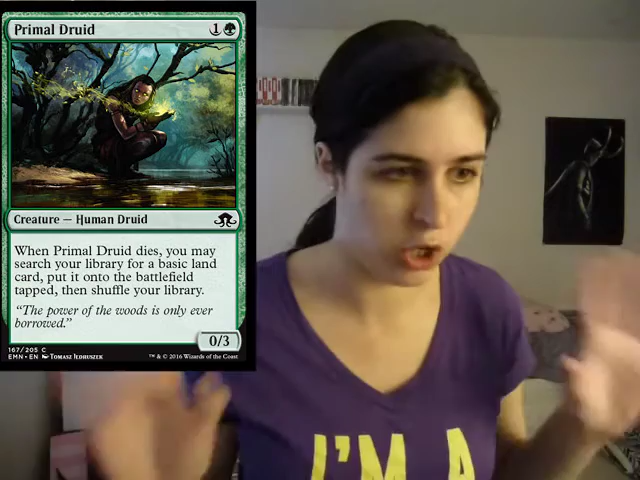 Primal Druid 1
Creature — Human Druid
When Primal Druid dies, you may
search your library for a basic land
card, put it onto the battlefield
tapped, then shuffle your library.
"The power of the woods is only ever
borrowed."
0/3
167/205 C
EMN • EN Tomasz Jedruszek
™ & © 2016 Wizards of the Coast
I'M A